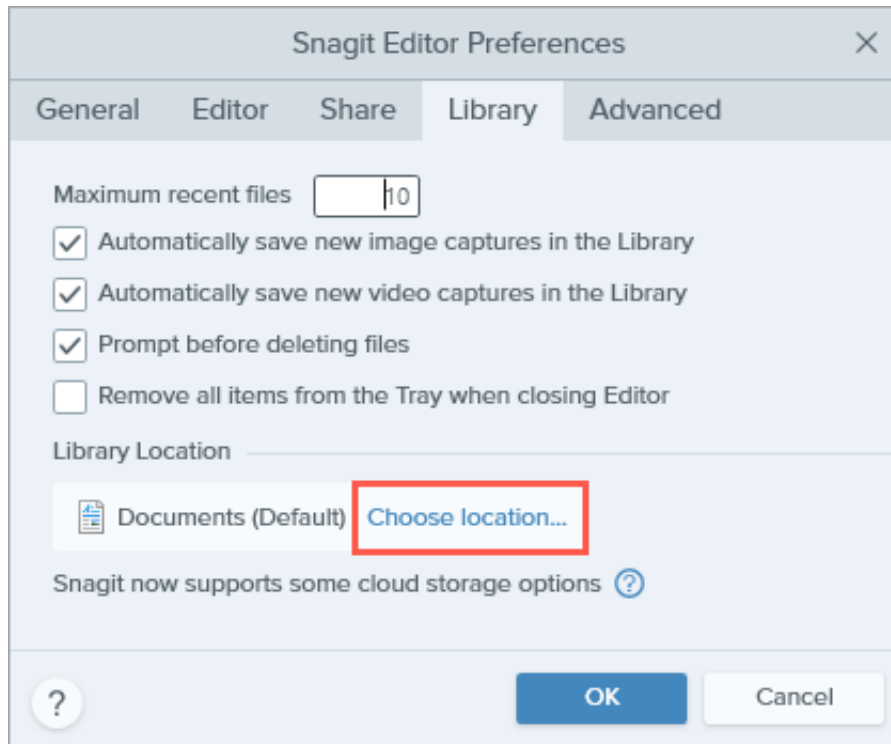 Snagit Editor Preferences
General Editor Share Library Advanced
Maximum recent files 10
Automatically save new image captures in the Library
Automatically save new video captures in the Library
Prompt before deleting files
Remove all items from the Tray when closing Editor
Library Location
Documents (Default) Choose location...
Snagit now supports some cloud storage options ?
? OK Cancel